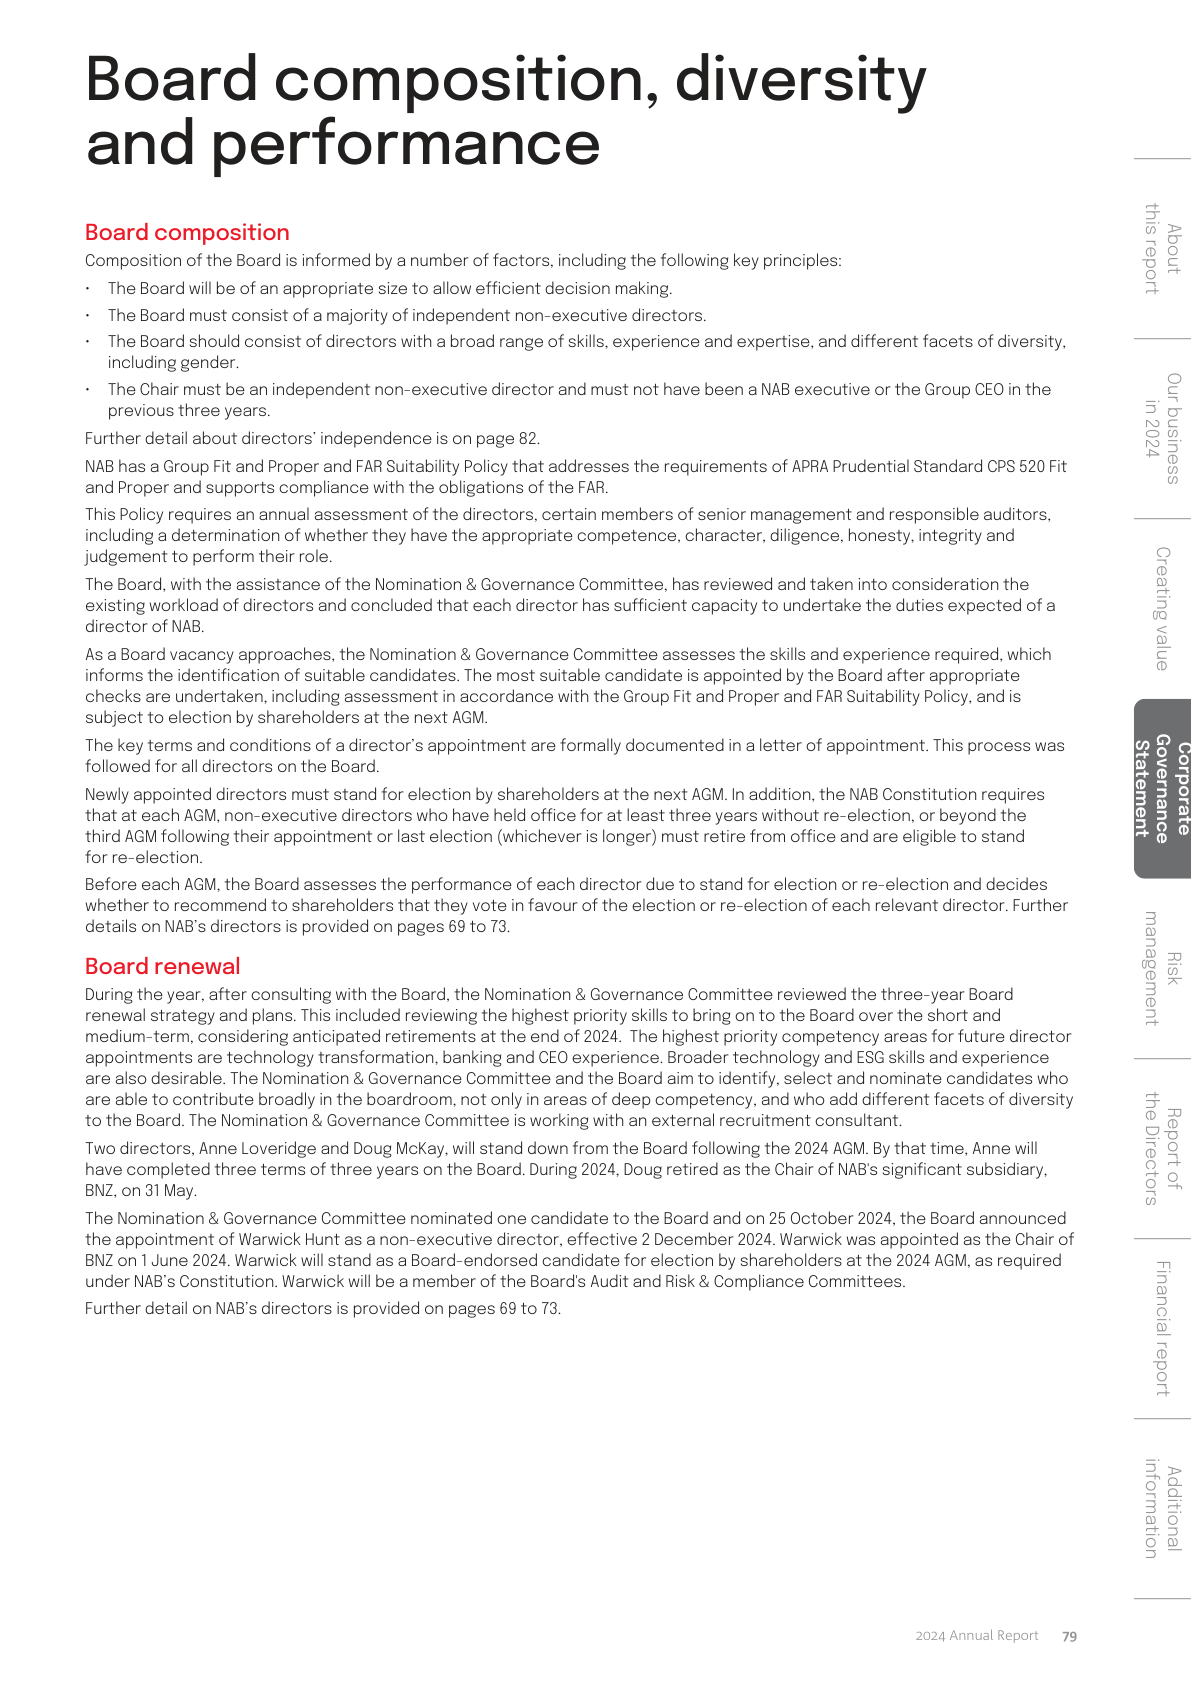 Board composition, diversity
and performance
Board composition
Composition of the Board is informed by a number of factors, including the following key principles:
• The Board will be of an appropriate size to allow efficient decision making.
• The Board must consist of a majority of independent non-executive directors.
• The Board should consist of directors with a broad range of skills, experience and expertise, and different facets of diversity,
including gender.
• The Chair must be an independent non-executive director and must not have been a NAB executive or the Group CEO in the
previous three years.
Further detail about directors’ independence is on page 82.
NAB has a Group Fit and Proper and FAR Suitability Policy that addresses the requirements of APRA Prudential Standard CPS 520 Fit
and Proper and supports compliance with the obligations of the FAR.
This Policy requires an annual assessment of the directors, certain members of senior management and responsible auditors,
including a determination of whether they have the appropriate competence, character, diligence, honesty, integrity and
judgement to perform their role.
The Board, with the assistance of the Nomination & Governance Committee, has reviewed and taken into consideration the
existing workload of directors and concluded that each director has sufficient capacity to undertake the duties expected of a
director of NAB.
As a Board vacancy approaches, the Nomination & Governance Committee assesses the skills and experience required, which
informs the identification of suitable candidates. The most suitable candidate is appointed by the Board after appropriate
checks are undertaken, including assessment in accordance with the Group Fit and Proper and FAR Suitability Policy, and is
subject to election by shareholders at the next AGM.
The key terms and conditions of a director’s appointment are formally documented in a letter of appointment. This process was
followed for all directors on the Board.
Newly appointed directors must stand for election by shareholders at the next AGM. In addition, the NAB Constitution requires
that at each AGM, non-executive directors who have held office for at least three years without re-election, or beyond the
third AGM following their appointment or last election (whichever is longer) must retire from office and are eligible to stand
for re-election.
Before each AGM, the Board assesses the performance of each director due to stand for election or re-election and decides
whether to recommend to shareholders that they vote in favour of the election or re-election of each relevant director. Further
details on NAB’s directors is provided on pages 69 to 73.
Board renewal
During the year, after consulting with the Board, the Nomination & Governance Committee reviewed the three-year Board
renewal strategy and plans. This included reviewing the highest priority skills to bring on to the Board over the short and
medium-term, considering anticipated retirements at the end of 2024.  The highest priority competency areas for future director
appointments are technology transformation, banking and CEO experience. Broader technology and ESG skills and experience
are also desirable. The Nomination & Governance Committee and the Board aim to identify, select and nominate candidates who
are able to contribute broadly in the boardroom, not only in areas of deep competency, and who add different facets of diversity
to the Board. The Nomination & Governance Committee is working with an external recruitment consultant.
Two directors, Anne Loveridge and Doug McKay, will stand down from the Board following the 2024 AGM. By that time, Anne will
have completed three terms of three years on the Board. During 2024, Doug retired as the Chair of NAB's significant subsidiary,
BNZ, on 31 May.
The Nomination & Governance Committee nominated one candidate to the Board and on 25 October 2024, the Board announced
the appointment of Warwick Hunt as a non-executive director, effective 2 December 2024. Warwick was appointed as the Chair of
BNZ on 1 June 2024. Warwick will stand as a Board-endorsed candidate for election by shareholders at the 2024 AGM, as required
under NAB’s Constitution. Warwick will be a member of the Board's Audit and Risk & Compliance Committees.
Further detail on NAB’s directors is provided on pages 69 to 73.
About
this report
Our business
in 2024
Creating value
Corporate
Governance
Statement
Risk
management
Report of
the Directors
Financial report
Additional
information
2024 Annual Report 79